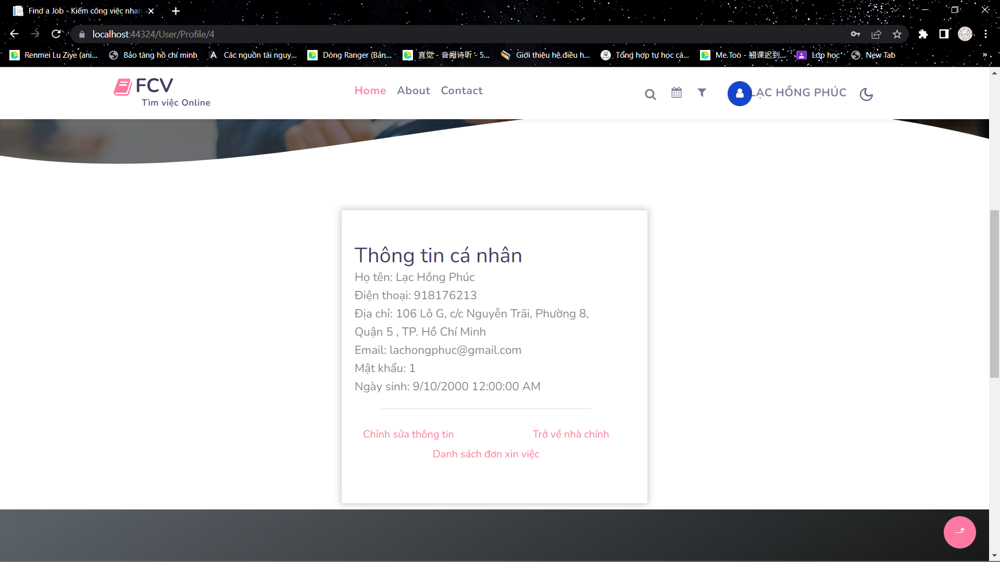 Find a Job - Kiếm công việc nhan
localhost:44324/User/Profile/4
Renmei Lu Ziye (ani...
Bảo tàng hồ chí minh
Các nguồn tài nguy...
Dòng Ranger (Bản...
直觉 - 音阙诗听 - 5...
Giới thiệu hệ điều h...
Tổng hợp tự học cá...
Me.Too - 翘课迟到...
Lớp học
New Tab
»
FCV
Tìm việc Online
Home
About
Contact
LẠC HỒNG PHÚC
Thông tin cá nhân
Họ tên: Lạc Hồng Phúc
Điện thoại: 918176213
Địa chỉ: 106 Lô G, c/c Nguyễn Trãi, Phường 8,
Quận 5 , TP. Hồ Chí Minh
Email: lachongphuc@gmail.com
Mật khẩu: 1
Ngày sinh: 9/10/2000 12:00:00 AM
Chỉnh sửa thông tin
Trở về nhà chính
Danh sách đơn xin việc